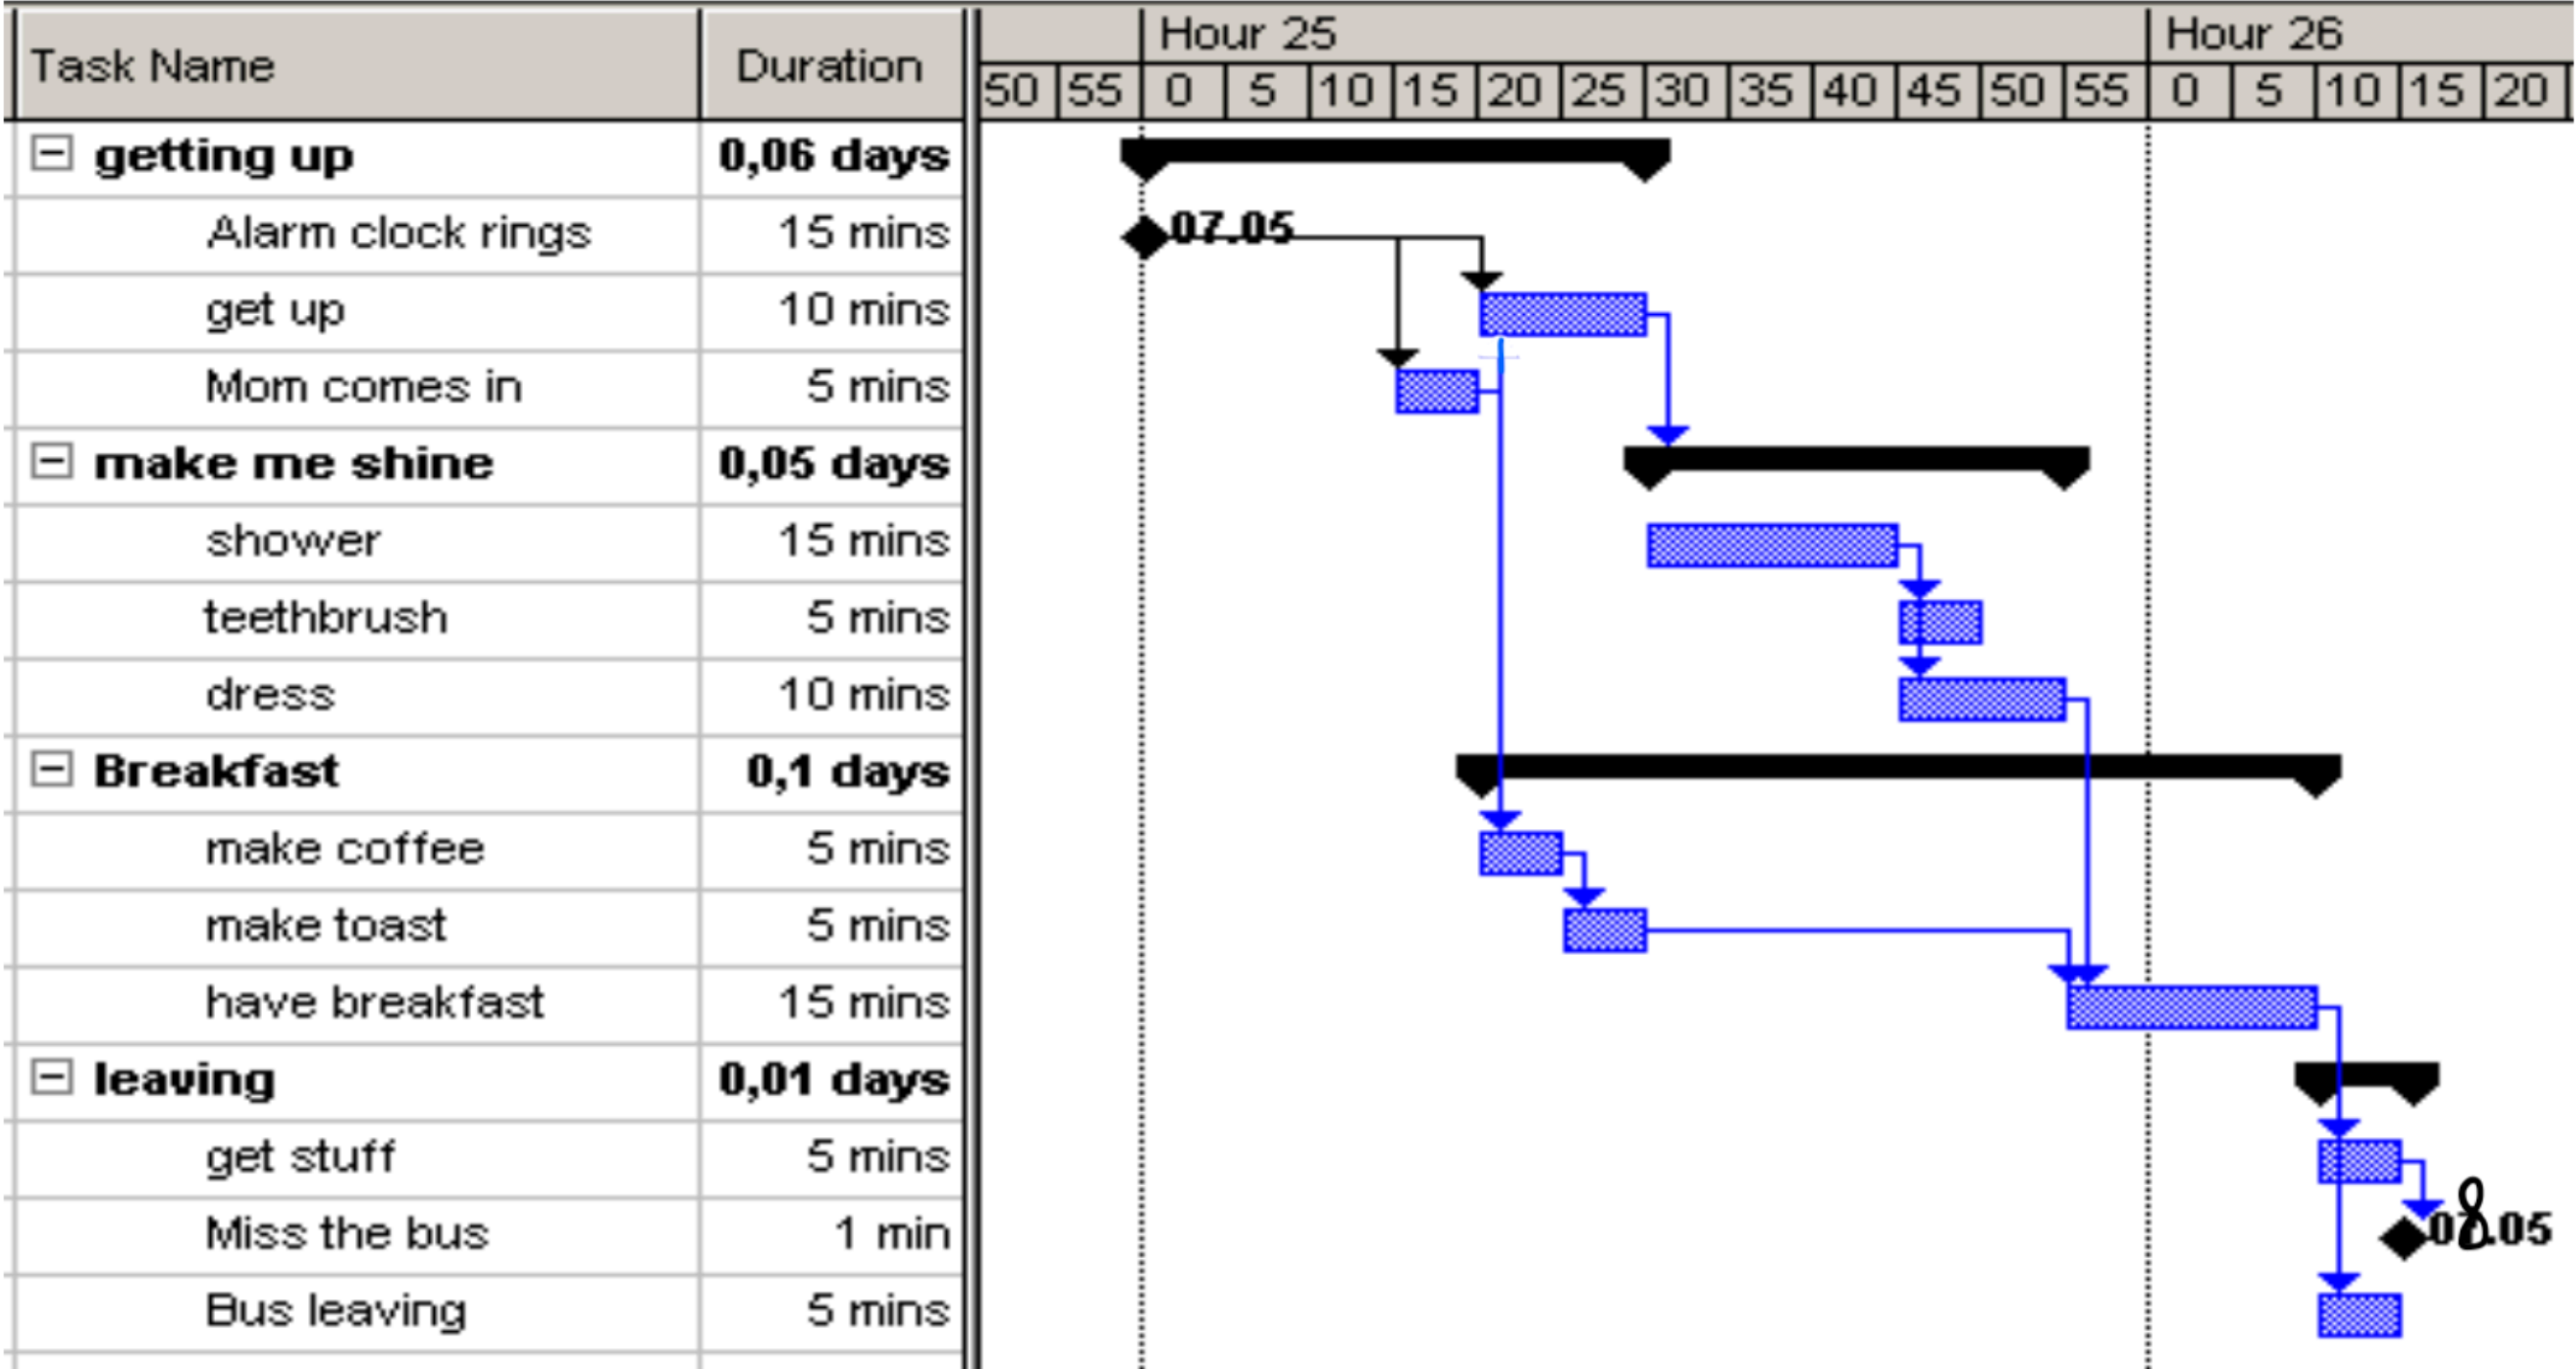 Task Name Duration Hour 25 Hour 26
50 55 0 5 10 15 20 25 30 35 40 45 50 55 0 5 10 15 20
getting up 0,06 days
Alarm clock rings 15 mins 07.05
get up 10 mins
Mom comes in 5 mins
make me shine 0,05 days
shower 15 mins
teethbrush 5 mins
dress 10 mins
Breakfast 0,1 days
make coffee 5 mins
make toast 5 mins
have breakfast 15 mins
leaving 0,01 days
get stuff 5 mins
Miss the bus 1 min 08.05
Bus leaving 5 mins